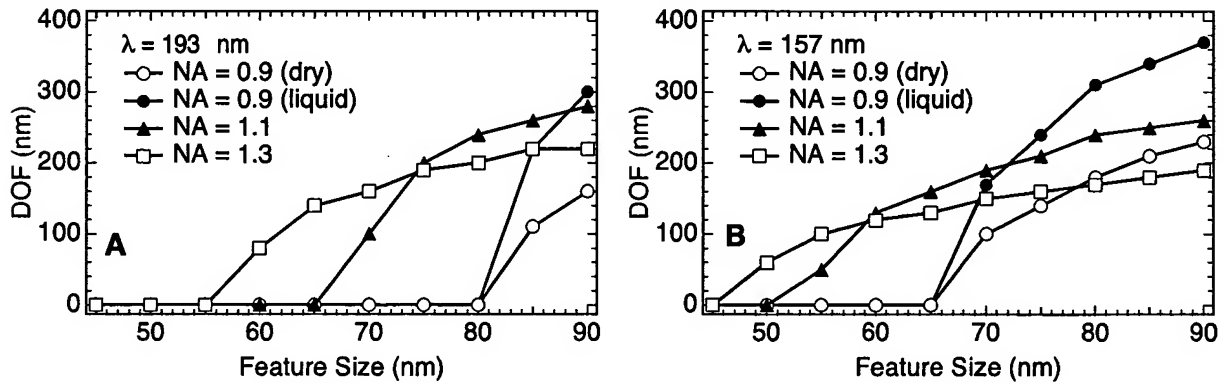 400
300
200
100
0
DOF (nm)
λ = 193 nm
NA = 0.9 (dry)
NA = 0.9 (liquid)
NA = 1.1
NA = 1.3
A
50 60 70 80 90
Feature Size (nm)
400
300
200
100
0
DOF (nm)
λ = 157 nm
NA = 0.9 (dry)
NA = 0.9 (liquid)
NA = 1.1
NA = 1.3
B
50 60 70 80 90
Feature Size (nm)